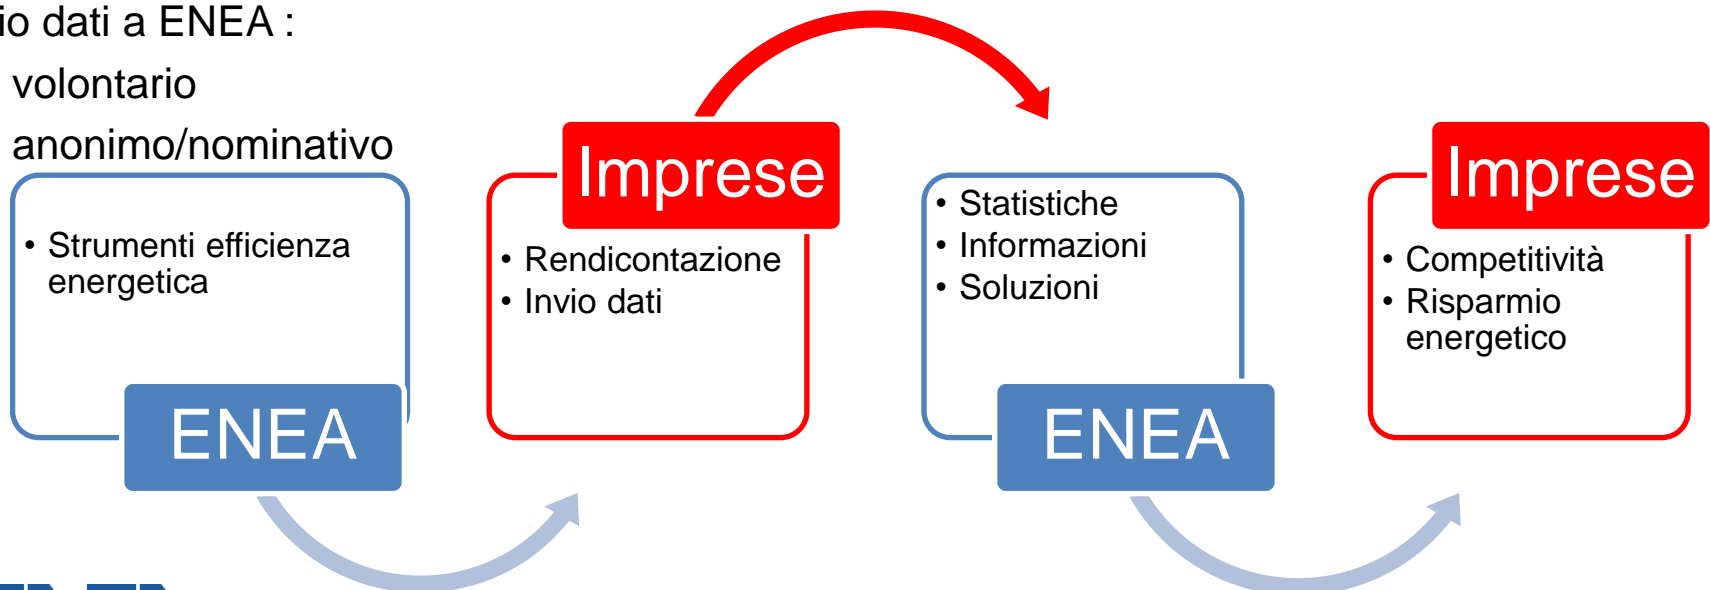 io dati a ENEA :
volontario
anonimo/nominativo
• Strumenti efficienza
energetica
ENEA
Imprese
• Rendicontazione
• Invio dati
• Statistiche
• Informazioni
• Soluzioni
ENEA
Imprese
• Competitività
• Risparmio
energetico